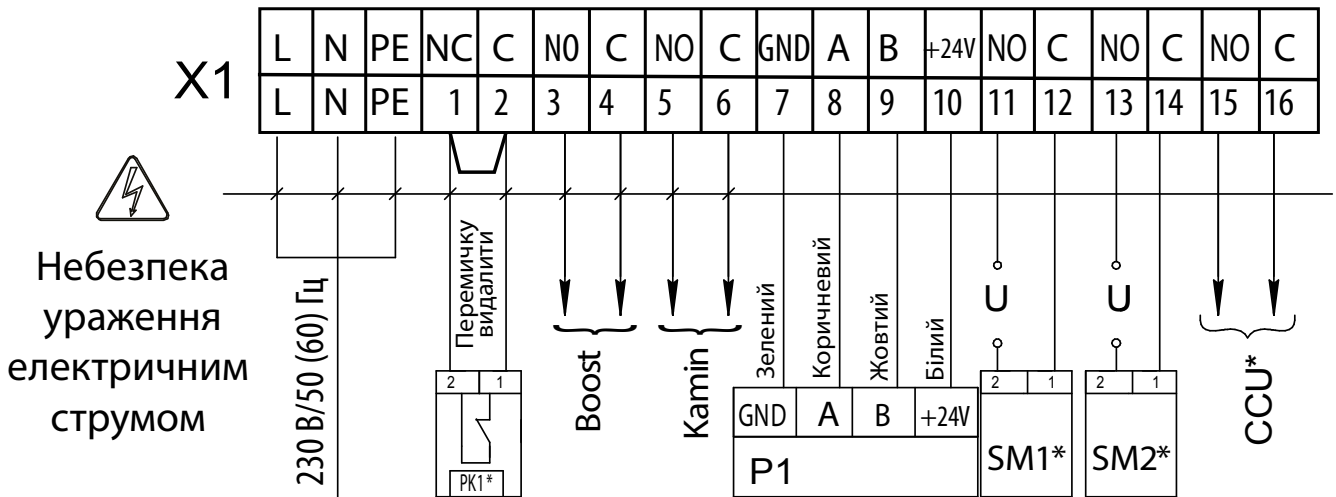 X1
L N PE NC C NO C NO C GND A B +24V NO C NO C NO C
L N PE 1 2 3 4 5 6 7 8 9 10 11 12 13 14 15 16
Небезпека
ураження
електричним
струмом
230 В/50 (60) Гц
Перемичку
видалити
2 1
PK1*
Boost
Kamin
Зелений
Коричневий
Жовтий
Білий
GND A B +24V
P1
U
2 1
SM1*
U
2 1
SM2*
CCU*